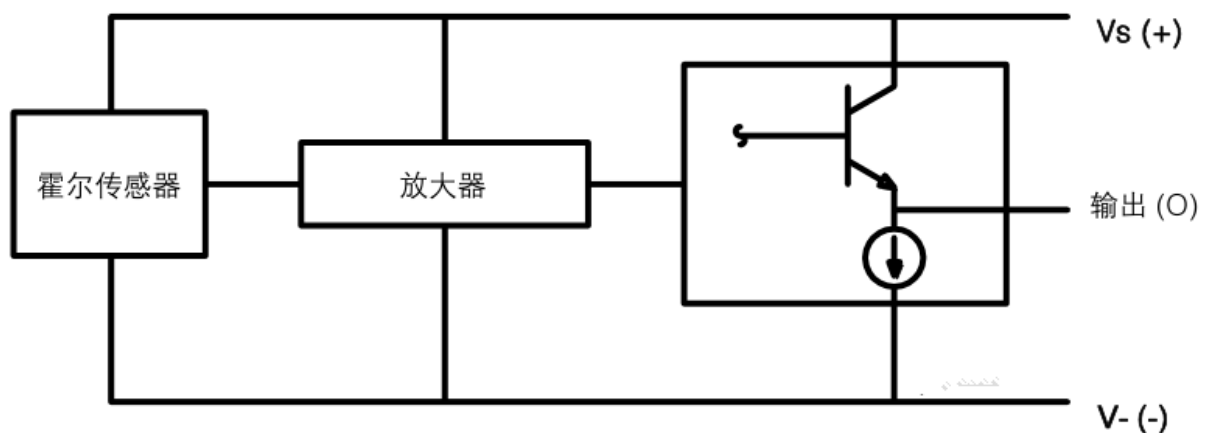 Vs (+)
霍尔传感器
放大器
输出 (O)
V- (-)